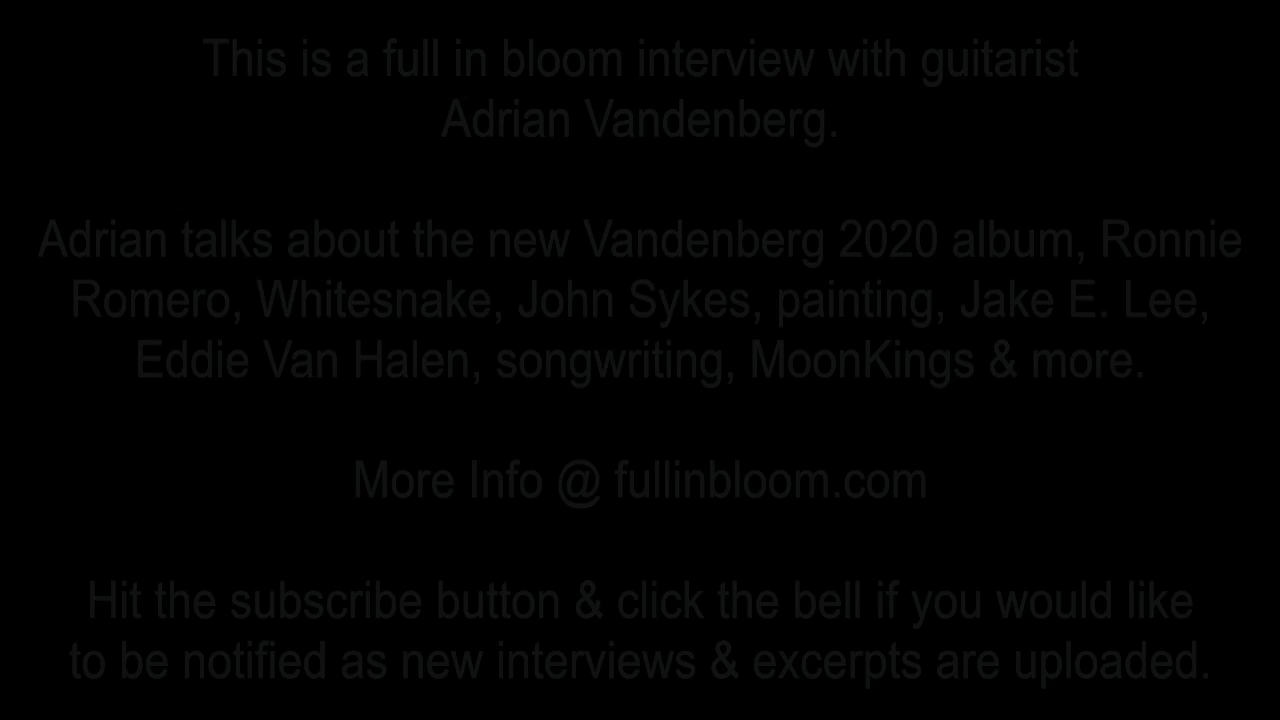 This is a full in bloom interview with guitarist
Adrian Vandenberg.
Adrian talks about the new Vandenberg 2020 album, Ronnie
Romero, Whitesnake, John Sykes, painting, Jake E. Lee,
Eddie Van Halen, songwriting, MoonKings & more.
More Info @ fullinbloom.com
Hit the subscribe button & click the bell if you would like
to be notified as new interviews & excerpts are uploaded.